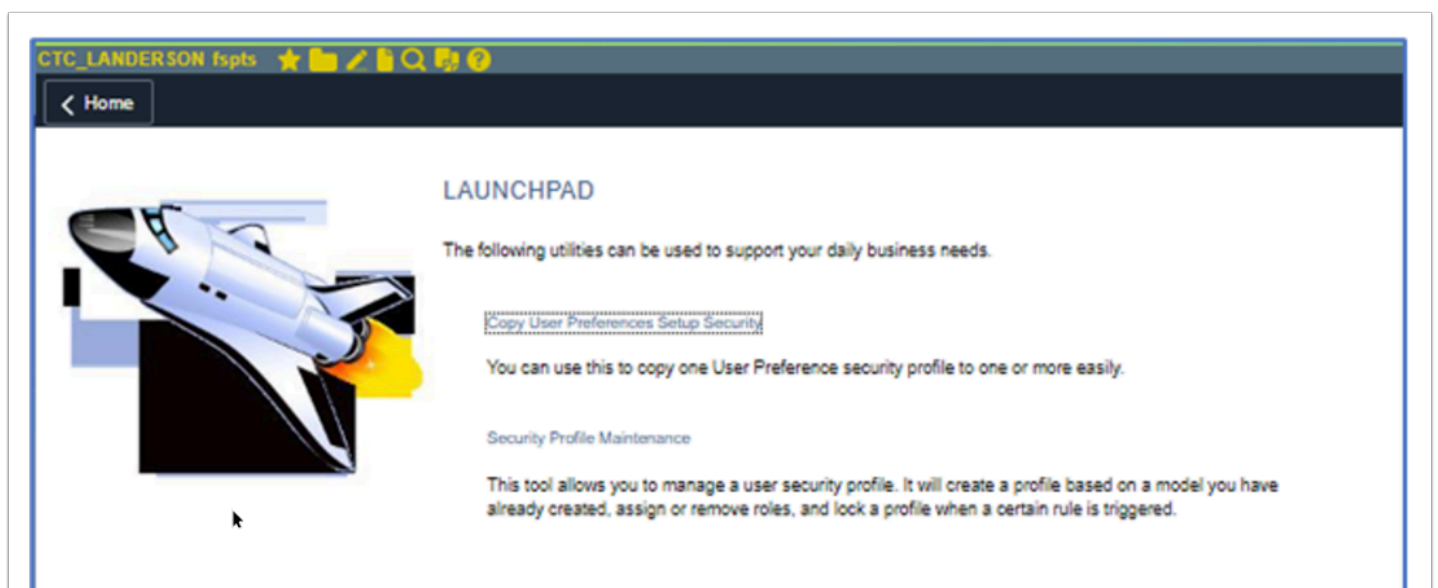 CTC_LANDERSON fspts
Home
LAUNCHPAD
The following utilities can be used to support your daily business needs.
Copy User Preferences Setup Security
You can use this to copy one User Preference security profile to one or more easily.
Security Profile Maintenance
This tool allows you to manage a user security profile. It will create a profile based on a model you have
already created, assign or remove roles, and lock a profile when a certain rule is triggered.